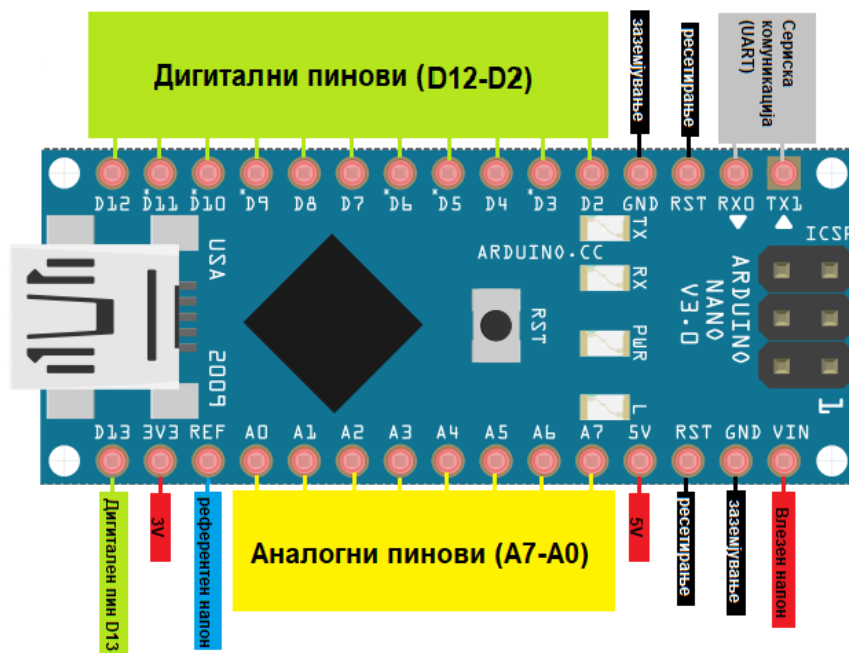 Дигитални пинови (D12-D2)
заземјување
ресетирање
Сериска
комуникација
(UART)
D12 *D11 *D10 *D9 D8 D7 *D6 *D5 D4 *D3 D2 GND RST RX0 TX1
ICSP
USA
2009
ARDUINO.CC
RST
TX
RX
PWR
L
ARDUINO
NANO
V3.0
1
D13 3V3 REF A0 A1 A2 A3 A4 A5 A6 A7 5V RST GND VIN
Дигитален пин D13
3V
референтен напон
Аналогни пинови (A7-A0)
5V
ресетирање
заземјување
Влезен напон